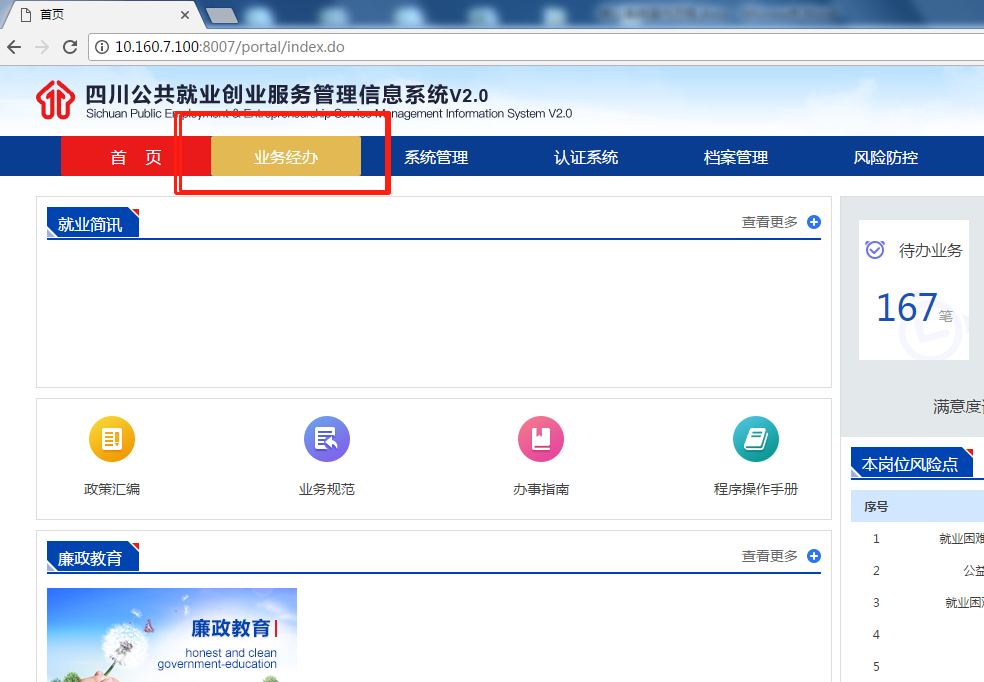 首页
10.160.7.100:8007/portal/index.do
四川公共就业创业服务管理信息系统V2.0
Sichuan Public Employment & Entrepreneurship Service Management Information System V2.0
首 页
业务经办
系统管理
认证系统
档案管理
风险防控
就业简讯
查看更多
待办业务
167笔
满意度
政策汇编
业务规范
办事指南
程序操作手册
本岗位风险点
序号
1 就业困难
2 公益
3 就业困
4
5
廉政教育
查看更多
廉政教育
honest and clean
government-education